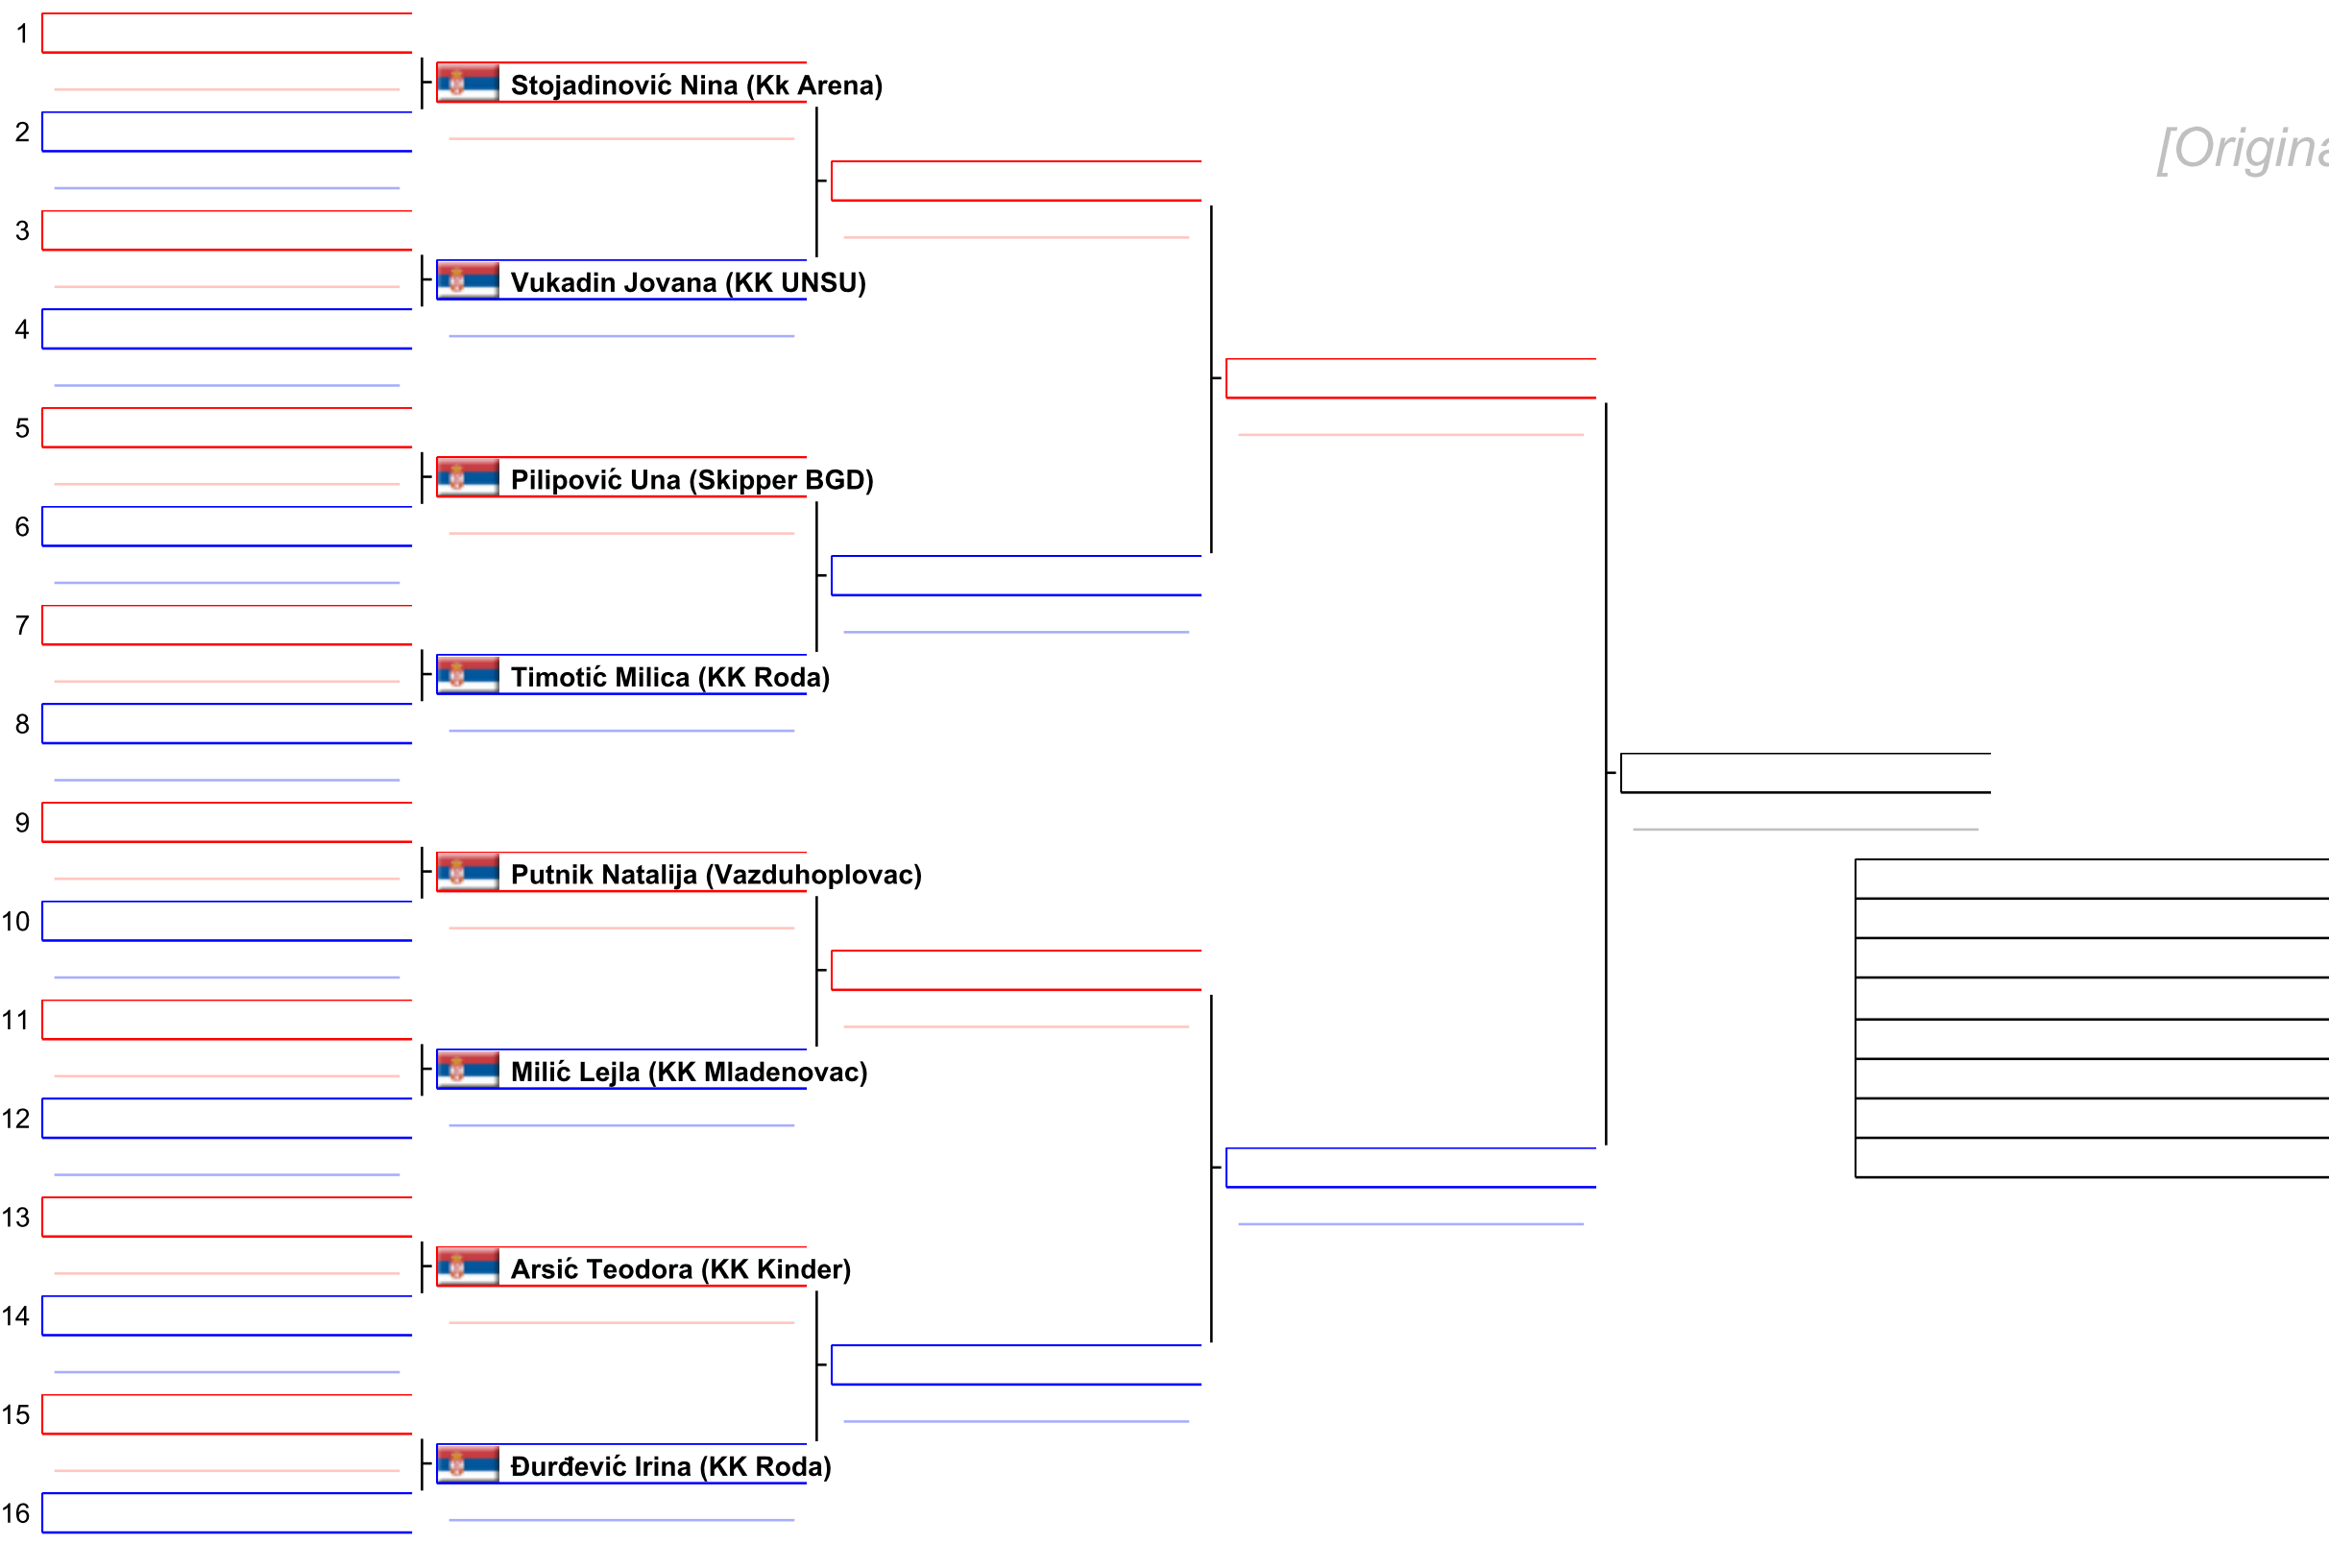 1
Stojadinović Nina (Kk Arena)
2
[Origina
3
Vukadin Jovana (KK UNSU)
4
5
Pilipović Una (Skipper BGD)
6
7
Timotić Milica (KK Roda)
8
9
Putnik Natalija (Vazduhoplovac)
10
11
Milić Lejla (KK Mladenovac)
12
13
Arsić Teodora (KK Kinder)
14
15
Đurđević Irina (KK Roda)
16